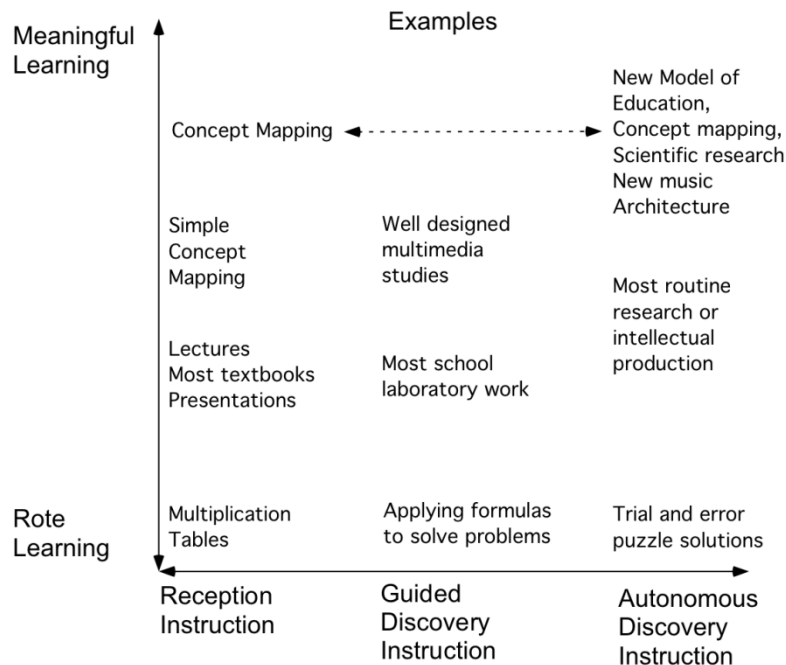 Examples
Meaningful
Learning
Concept Mapping
New Model of
Education,
Concept mapping,
Scientific research
New music
Architecture
Simple
Concept
Mapping
Well designed
multimedia
studies
Most routine
research or
intellectual
production
Lectures
Most textbooks
Presentations
Most school
laboratory work
Rote
Learning
Multiplication
Tables
Applying formulas
to solve problems
Trial and error
puzzle solutions
Reception
Instruction
Guided
Discovery
Instruction
Autonomous
Discovery
Instruction